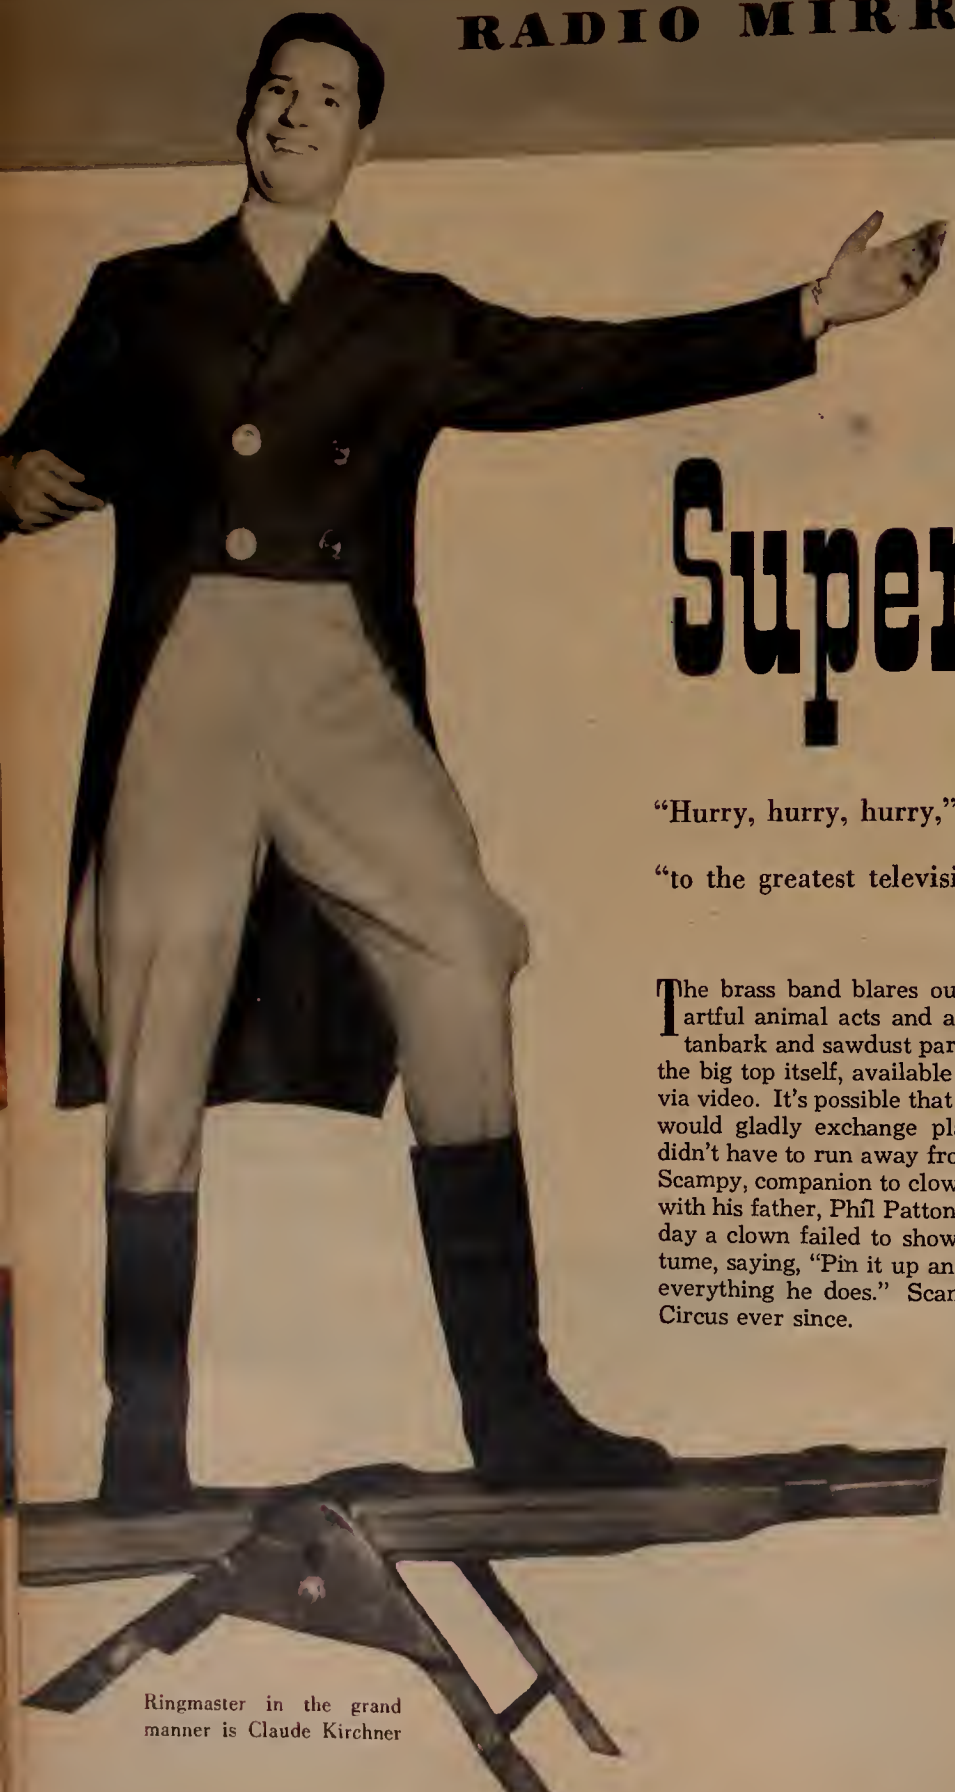 RADIO MIRR
Super
“Hurry, hurry, hurry,”
“to the greatest televisi
The brass band blares ou
artful animal acts and a
tanbark and sawdust par
the big top itself, available
via video. It's possible that
would gladly exchange pla
didn't have to run away fro
Scampy, companion to clow
with his father, Phil Patton
day a clown failed to show
tume, saying, “Pin it up an
everything he does.” Scam
Circus ever since.
Ringmaster in the grand
manner is Claude Kirchner